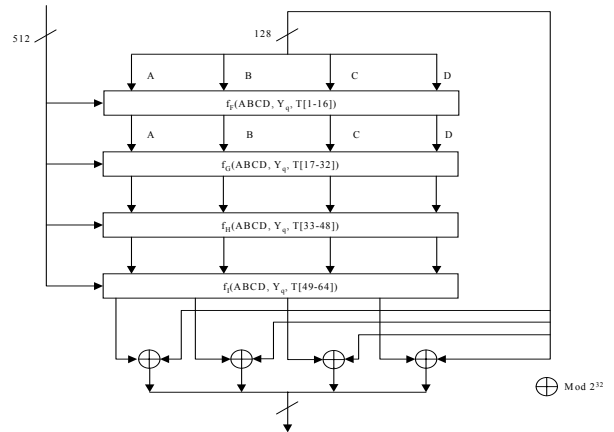 512
128
A B C D
f_F(ABCD, Y_q, T[1-16])
A B C D
f_G(ABCD, Y_q, T[17-32])
f_H(ABCD, Y_q, T[33-48])
f_I(ABCD, Y_q, T[49-64])
Mod 2^32